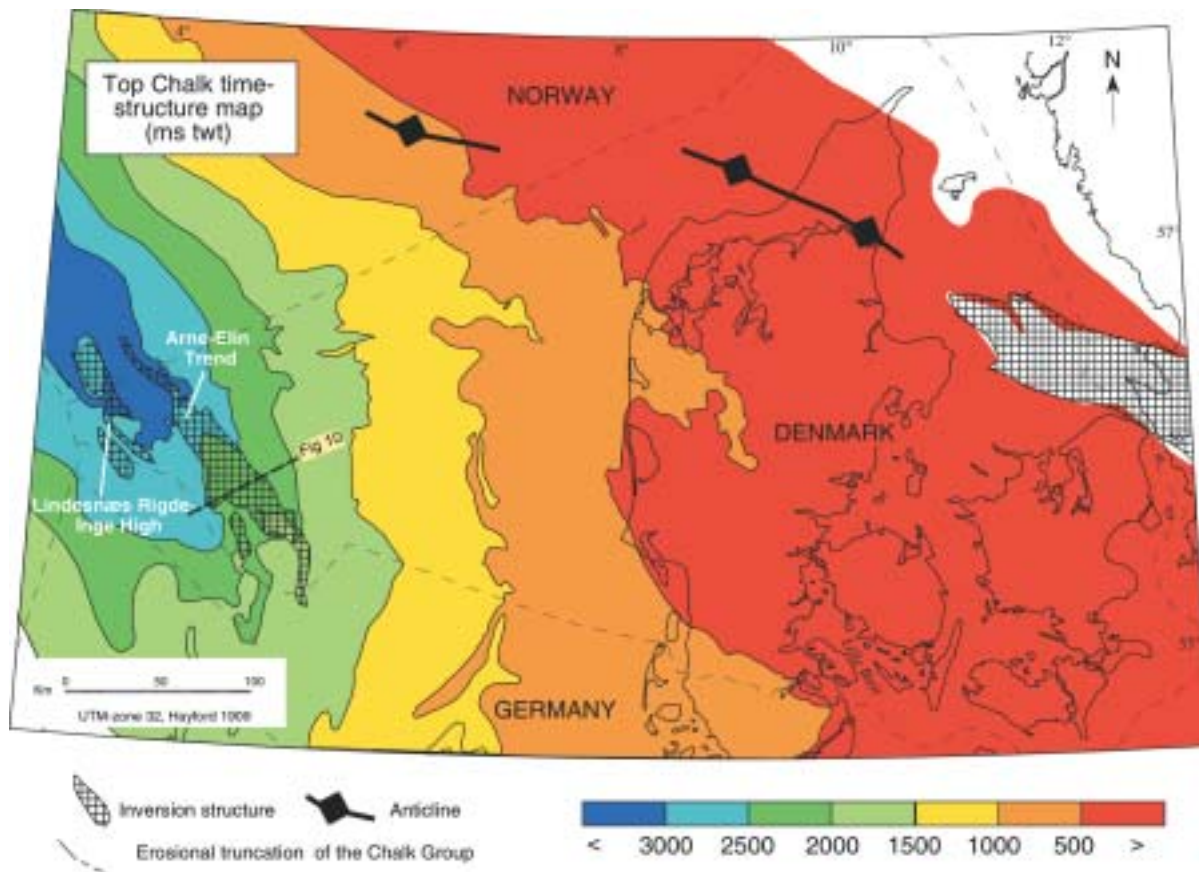 4°
6°
8°
10°
12°
Top Chalk time-
structure map
(ms twt)
NORWAY
N
57°
Arne-Elin
Trend
Fig 10
DENMARK
Lindesnæs Rigde-
Inge High
55°
Km 0 50 100
UTM-zone 32, Hayford 1909
GERMANY
Inversion structure
Anticline
Erosional truncation of the Chalk Group
< 3000 2500 2000 1500 1000 500 >